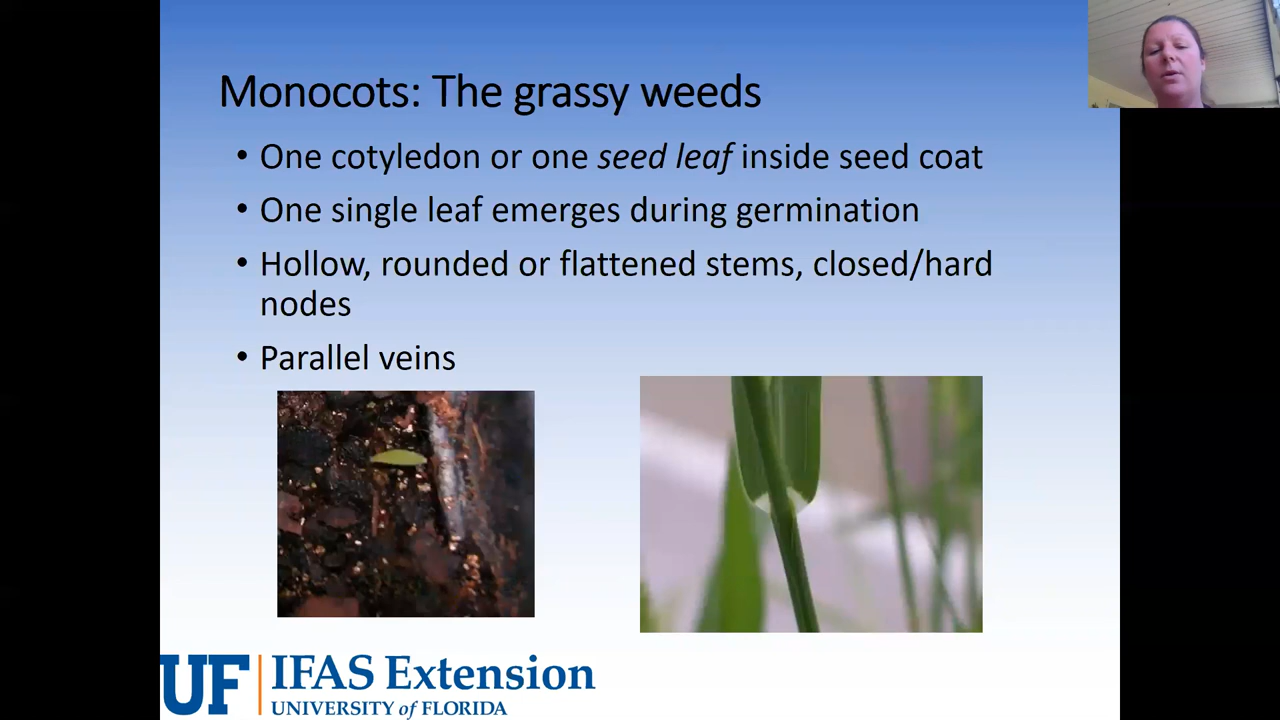 Monocots: The grassy weeds
• One cotyledon or one seed leaf inside seed coat
• One single leaf emerges during germination
• Hollow, rounded or flattened stems, closed/hard
nodes
• Parallel veins
UF IFAS Extension
UNIVERSITY of FLORIDA